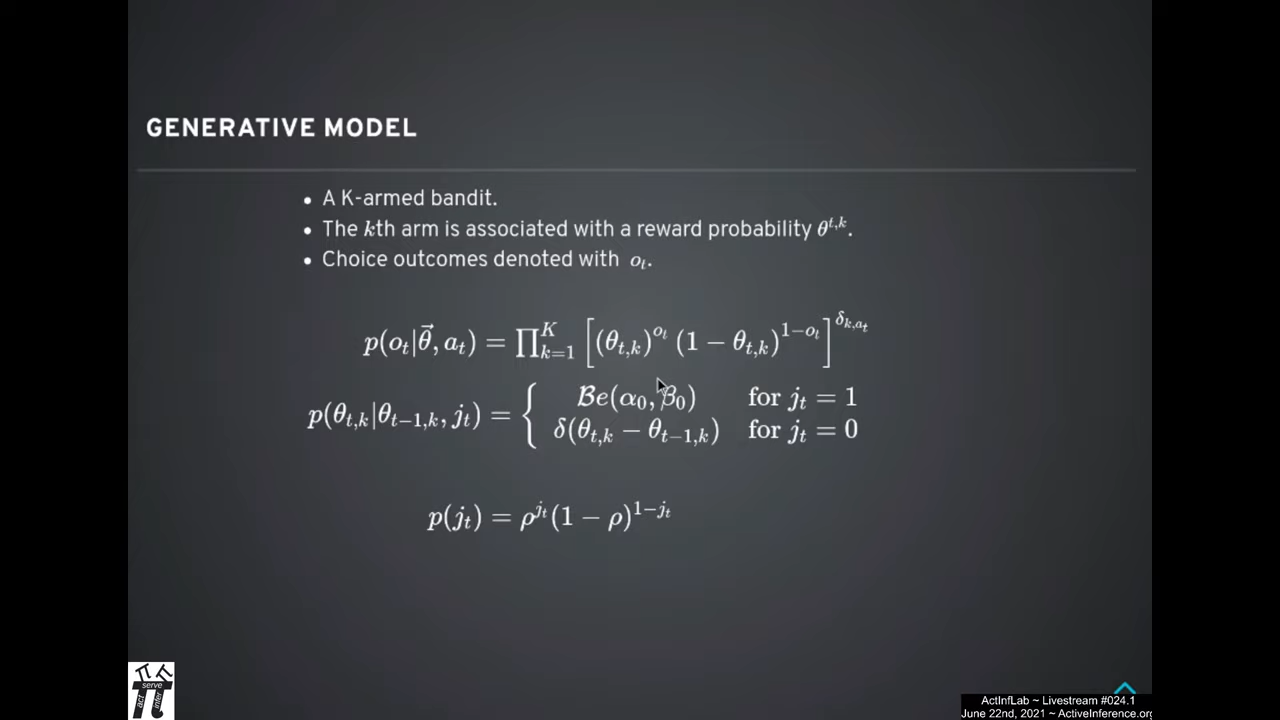 GENERATIVE MODEL
• A K-armed bandit.
• The kth arm is associated with a reward probability θ^{t,k}.
• Choice outcomes denoted with o_t.
p(o_t|θ⃗, a_t) = ∏_{k=1}^{K} [(θ_{t,k})^{o_t} (1 − θ_{t,k})^{1−o_t}]^{δ_{k,a_t}}
p(θ_{t,k}|θ_{t−1,k}, j_t) = { Be(α_0, β_0) for j_t = 1
δ(θ_{t,k} − θ_{t−1,k}) for j_t = 0
p(j_t) = ρ^{j_t}(1 − ρ)^{1−j_t}
serve
act
infer
ActInfLab ~ Livestream #024.1
June 22nd, 2021 ~ ActiveInference.org